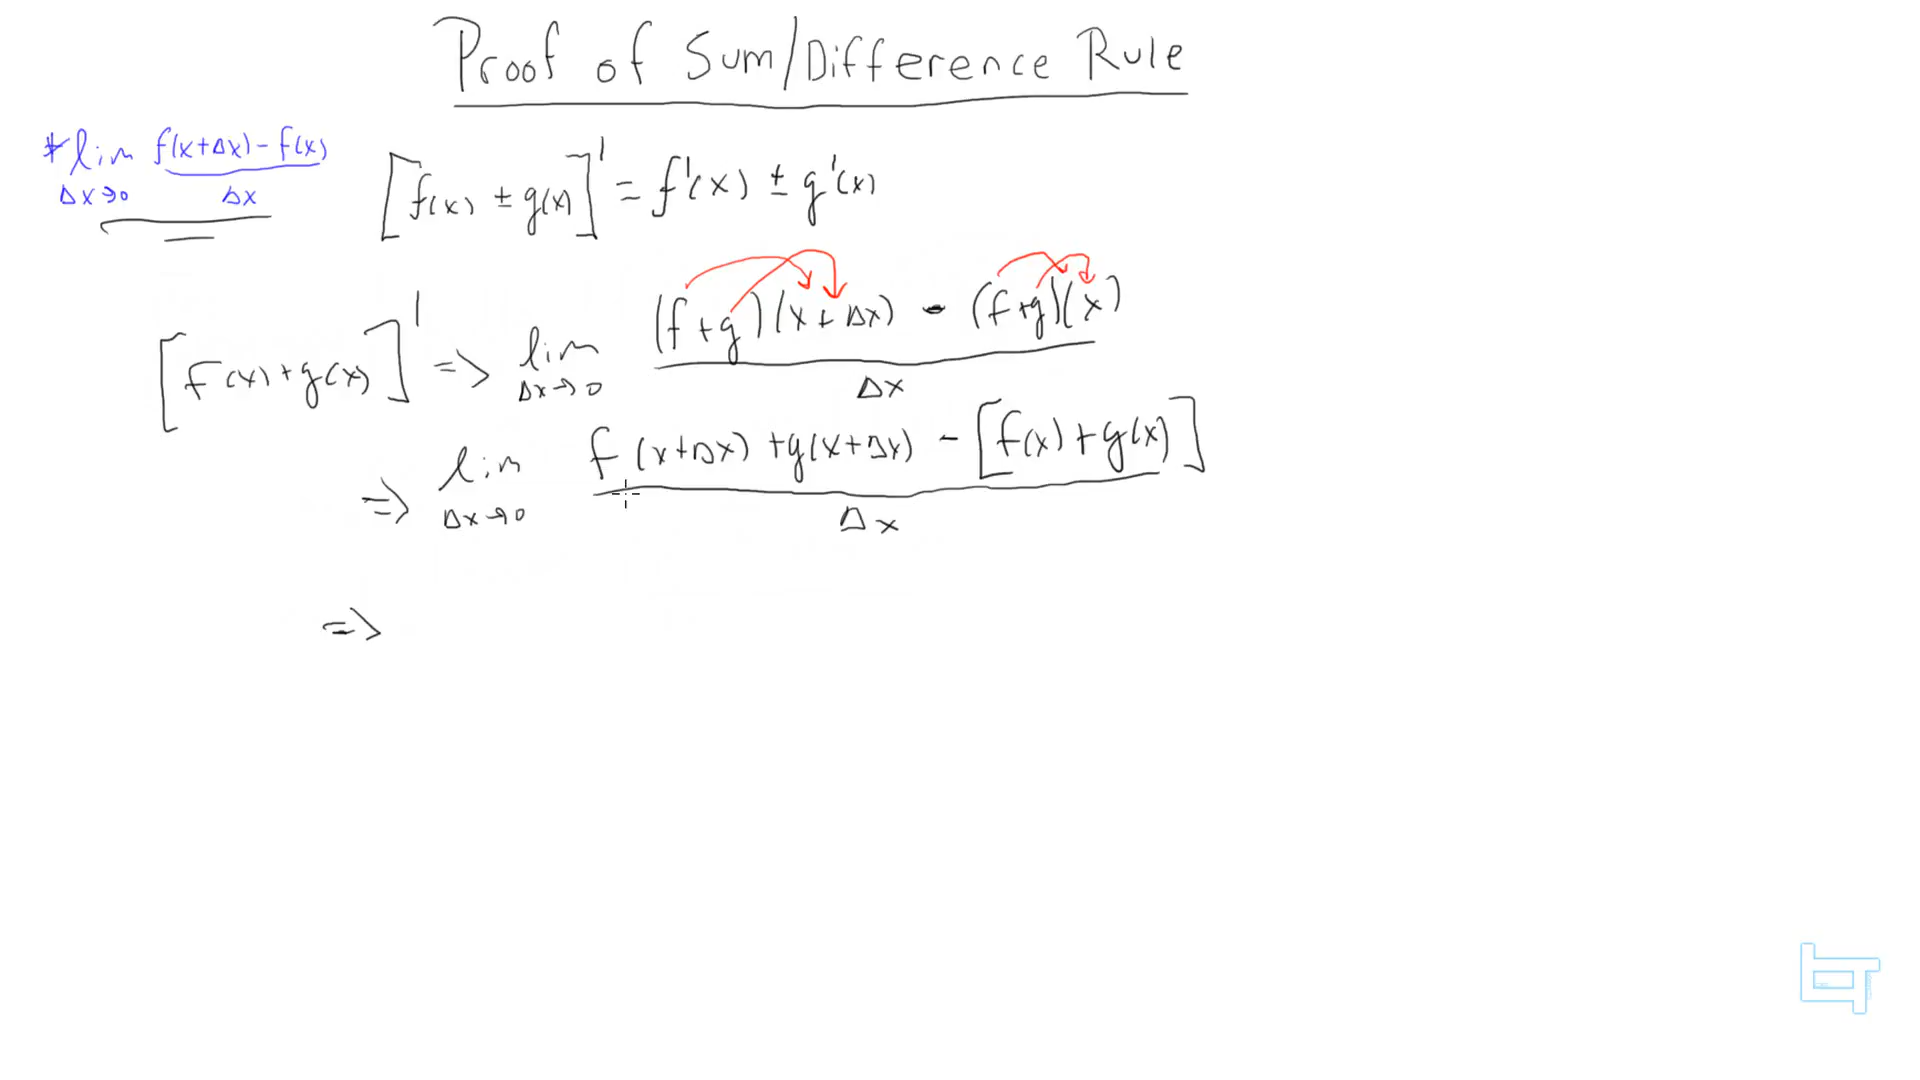 Proof of Sum/Difference Rule
* lim Δx→0 (f(x+Δx) - f(x))/Δx
[f(x) ± g(x)]' = f'(x) ± g'(x)
[f(x)+g(x)]' => lim Δx→0 ((f+g)(x+Δx) - (f+g)(x))/Δx
=> lim Δx→0 (f(x+Δx) + g(x+Δx) - [f(x)+g(x)])/Δx
=>